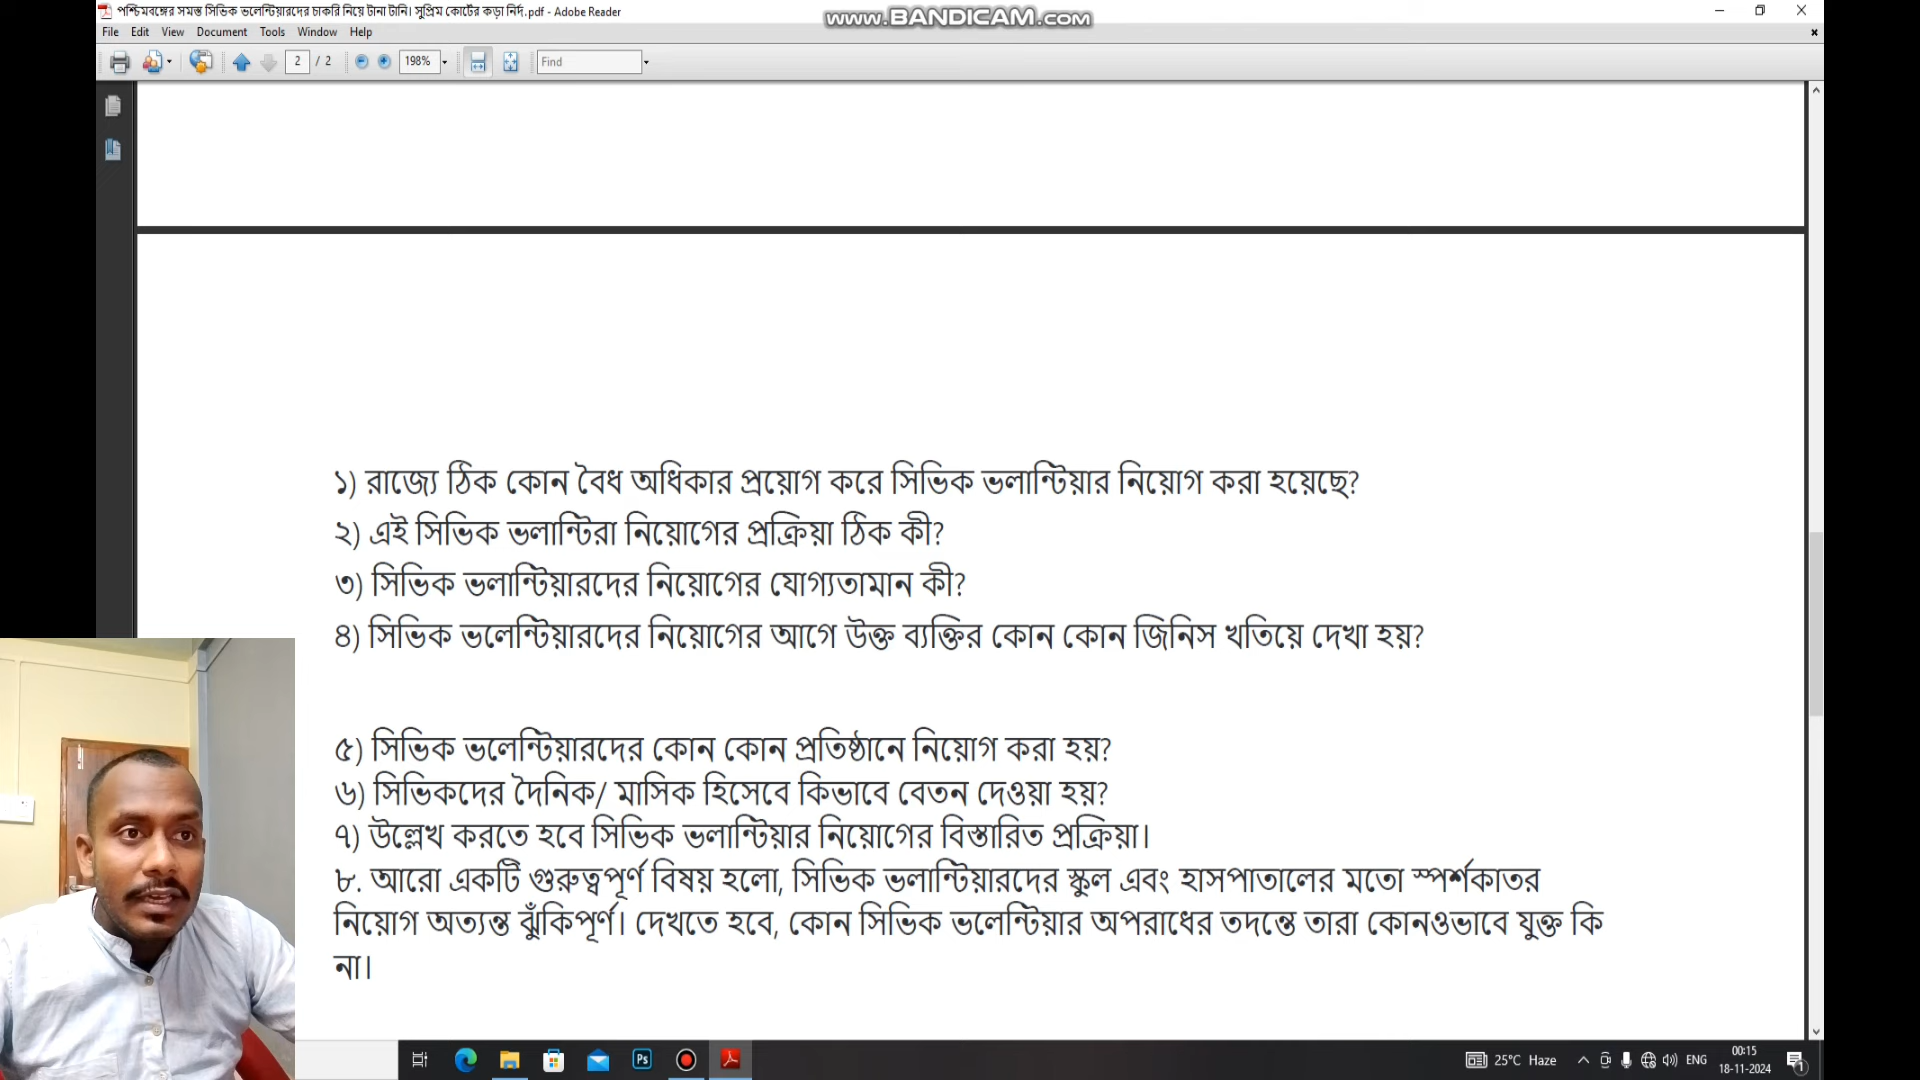 পশ্চিমবঙ্গের সমস্ত সিভিক ভলেন্টিয়ারদের চাকরি নিয়ে টানা টানি। সুপ্রিম কোর্টের কড়া নির্দ.pdf - Adobe Reader
www.BANDICAM.com
File Edit View Document Tools Window Help
2 / 2 198% Find
১) রাজ্যে ঠিক কোন বৈধ অধিকার প্রয়োগ করে সিভিক ভলান্টিয়ার নিয়োগ করা হয়েছে?
২) এই সিভিক ভলান্টিরা নিয়োগের প্রক্রিয়া ঠিক কী?
৩) সিভিক ভলান্টিয়ারদের নিয়োগের যোগ্যতামান কী?
৪) সিভিক ভলেন্টিয়ারদের নিয়োগের আগে উক্ত ব্যক্তির কোন কোন জিনিস খতিয়ে দেখা হয়?
৫) সিভিক ভলেন্টিয়ারদের কোন কোন প্রতিষ্ঠানে নিয়োগ করা হয়?
৬) সিভিকদের দৈনিক/ মাসিক হিসেবে কিভাবে বেতন দেওয়া হয়?
৭) উল্লেখ করতে হবে সিভিক ভলান্টিয়ার নিয়োগের বিস্তারিত প্রক্রিয়া।
৮. আরো একটি গুরুত্বপূর্ণ বিষয় হলো, সিভিক ভলান্টিয়ারদের স্কুল এবং হাসপাতালের মতো স্পর্শকাতর
নিয়োগ অত্যন্ত ঝুঁকিপূর্ণ। দেখতে হবে, কোন সিভিক ভলেন্টিয়ার অপরাধের তদন্তে তারা কোনওভাবে যুক্ত কি
না।
Ps 25°C Haze ENG 00:15
18-11-2024 1